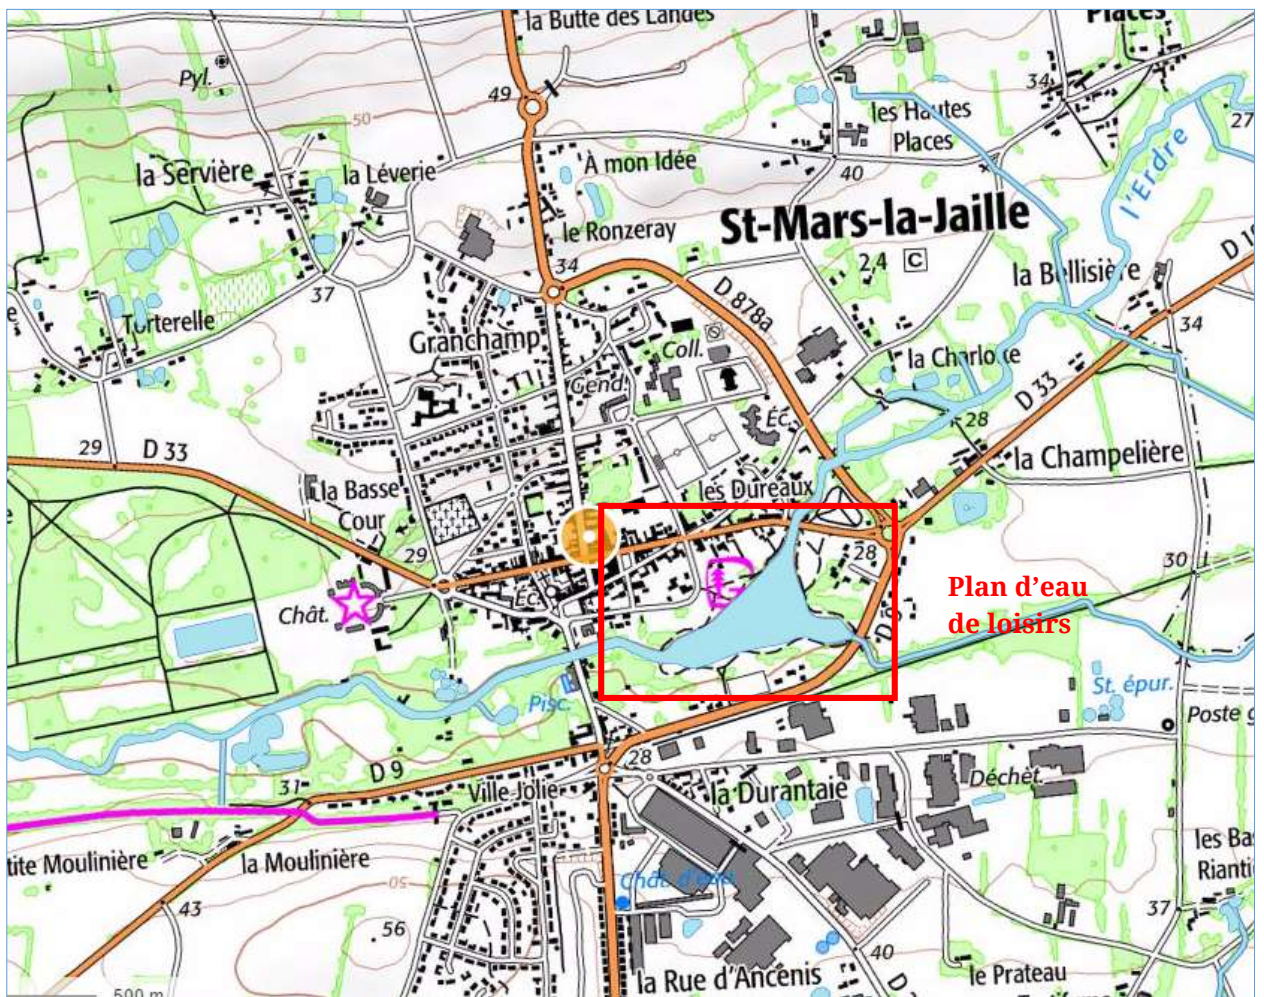 la Butte des Landes
Places
Pyl.
49
34
50
les Hautes
Places
27
l'Erdre
la Servière
la Léverie
À mon Idée
40
St-Mars-la-Jaille
le Ronzeray
2,4 C
34
la Bellisière
37
D 878a
34
Torterelle
Granchamp
Coll.
la Charlotte
Gend.
D 33
Éc.
28
29
D 33
la Champelière
la Basse
Cour
les Dureaux
29
28
30
Plan d'eau
de loisirs
Chât.
Éc.
Pisc.
St. épur.
Poste
28
D 9
31
Ville Jolie
la Durantaie
Déchèt.
la Moulinière
les Bas
Rianti
50
Chât. d'eau
43
56
37
40
la Rue d'Ancenis
le Prateau
500 m